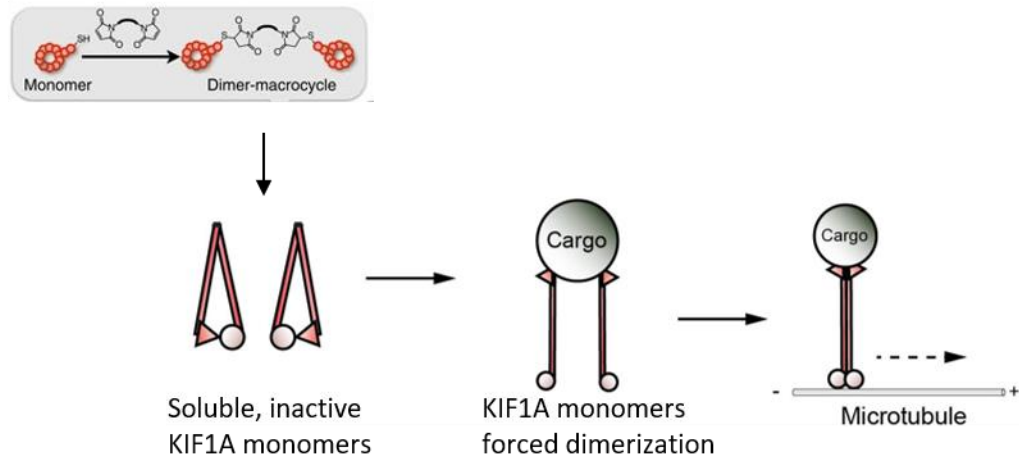 SH
O
O
N
N
O
O
S
O
N
O
O
N
O
S
Monomer
Dimer-macrocycle
Cargo
Cargo
- +
Microtubule
Soluble, inactive
KIF1A monomers
KIF1A monomers
forced dimerization